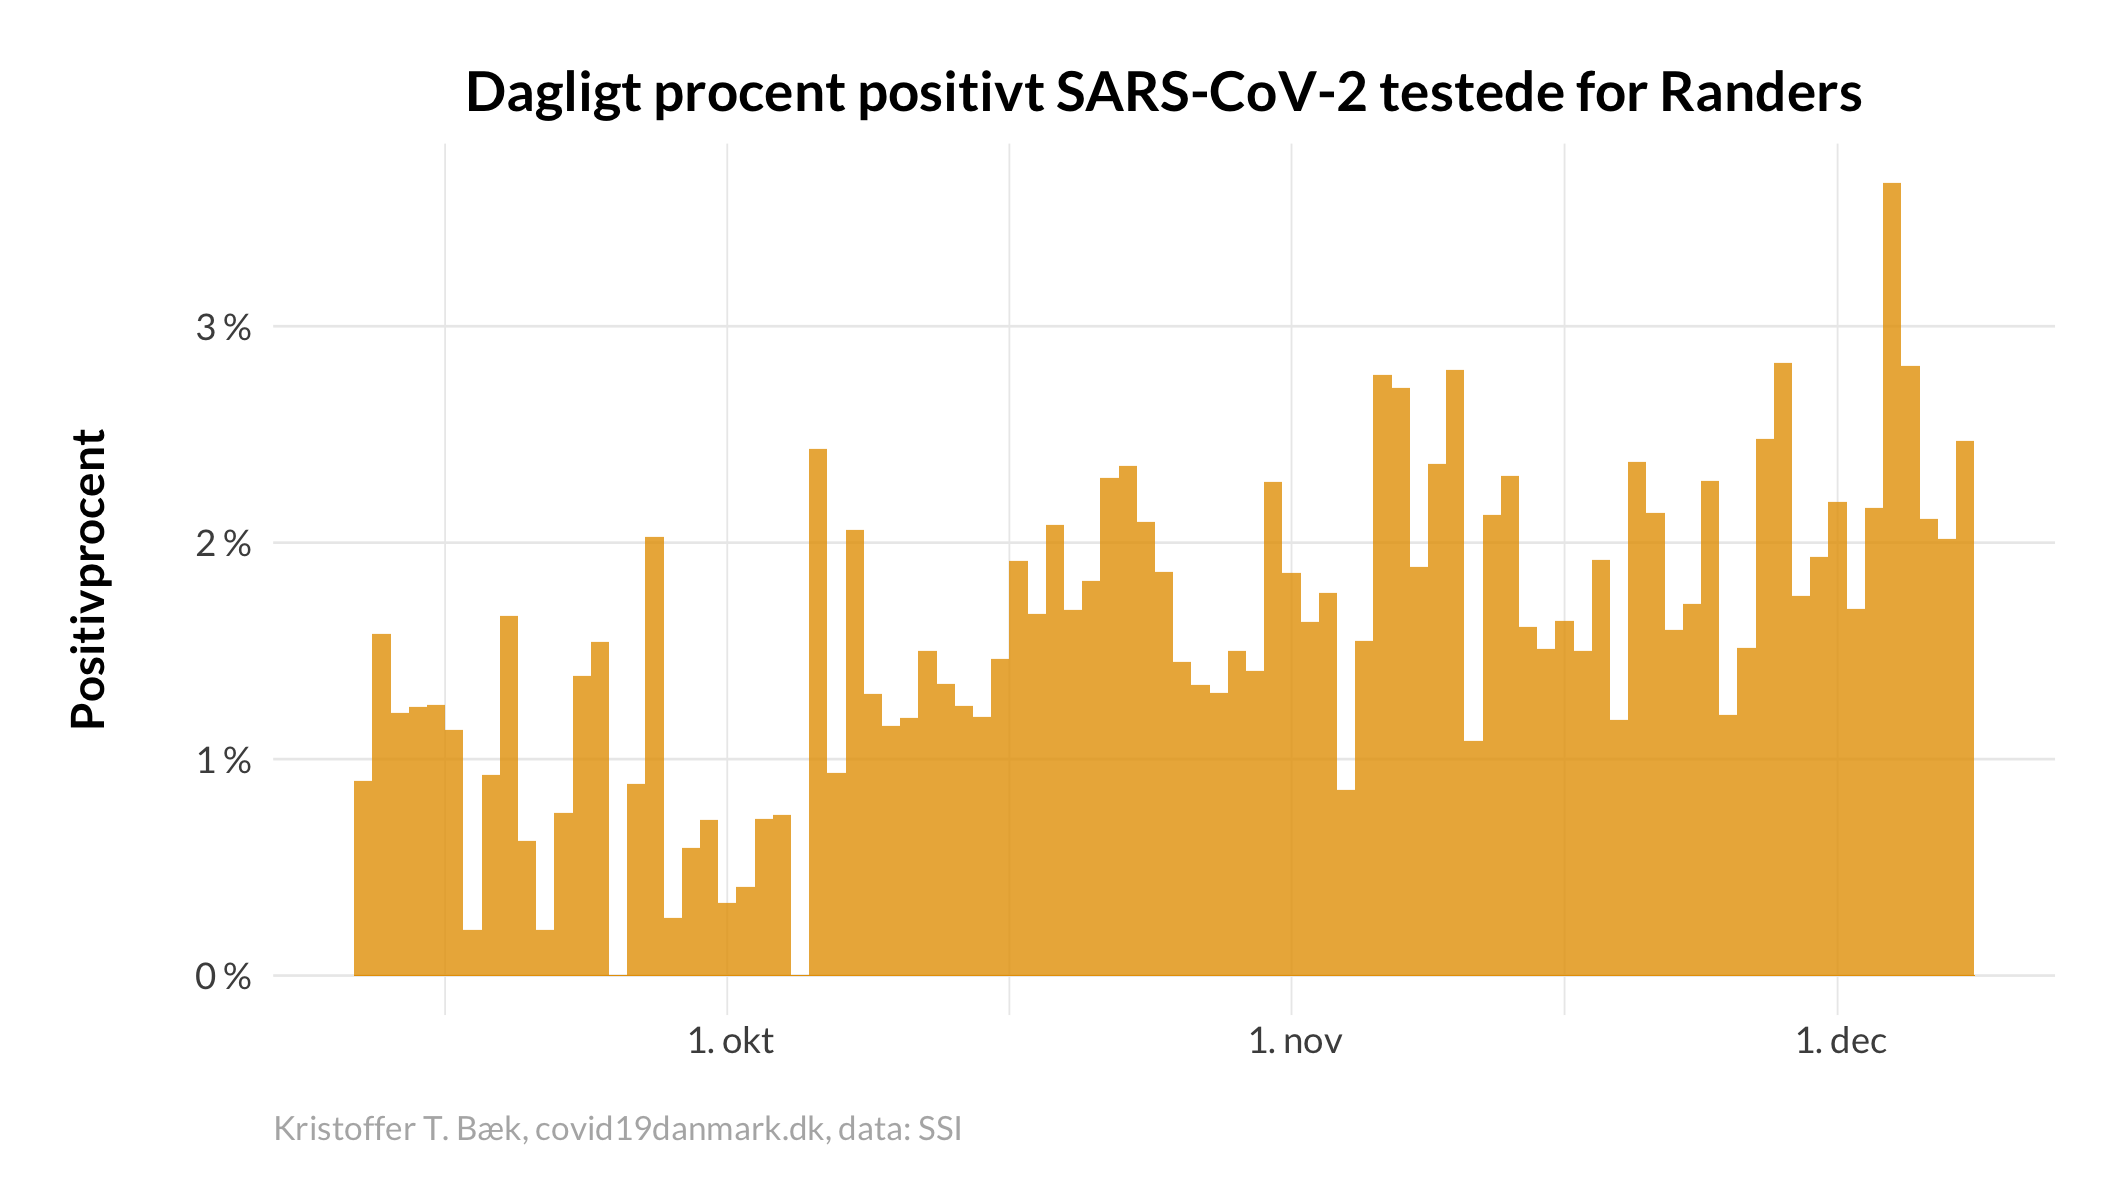 Dagligt procent positivt SARS-CoV-2 testede for Randers
Positivprocent
3 %
2 %
1 %
0 %
1. okt
1. nov
1. dec
Kristoffer T. Bæk, covid19danmark.dk, data: SSI